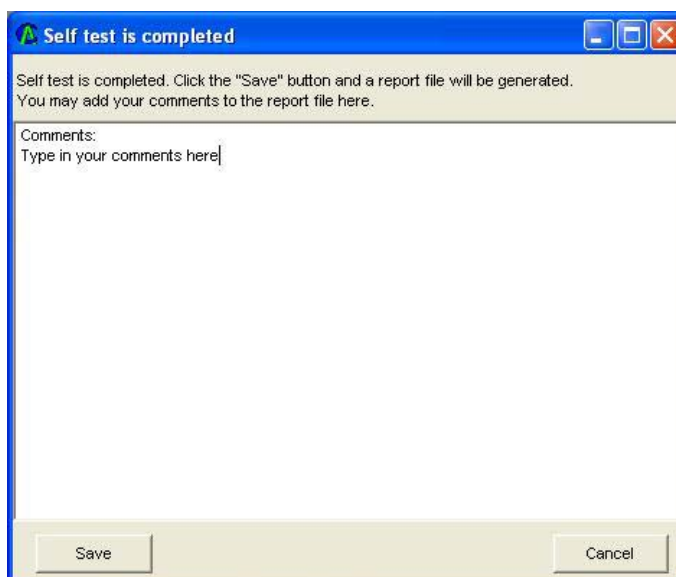 Self test is completed
Self test is completed. Click the "Save" button and a report file will be generated.
You may add your comments to the report file here.
Comments:
Type in your comments here
Save
Cancel